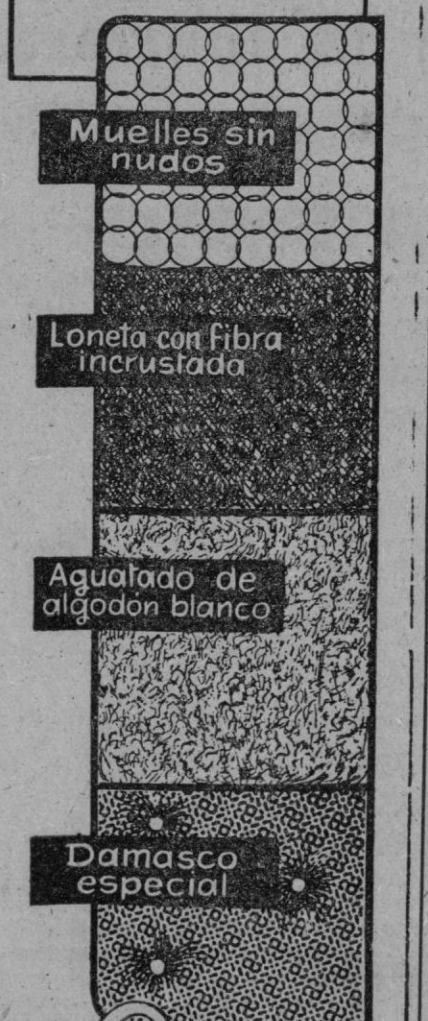 Muelles sin
nudos
Loneta con fibra
incrustada
Aguatado de
algodón blanco
Damasco
especial